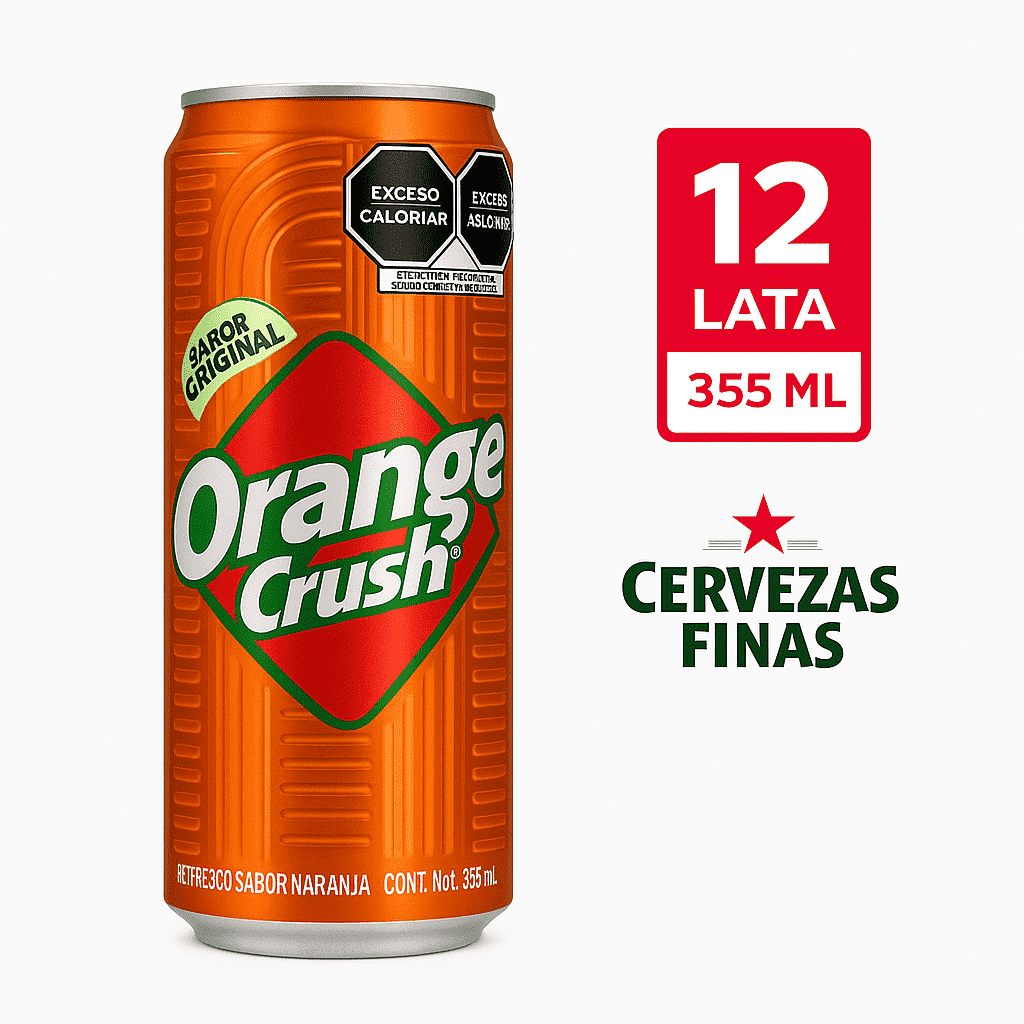 EXCESO
CALORIAR
EXCEBS
SAROR
GRIGINAL
Orange
Crush®
RETFRE3CO SABOR NARANJA CONT. Not. 355 mL
12
LATA
355 ML
CERVEZAS
FINAS